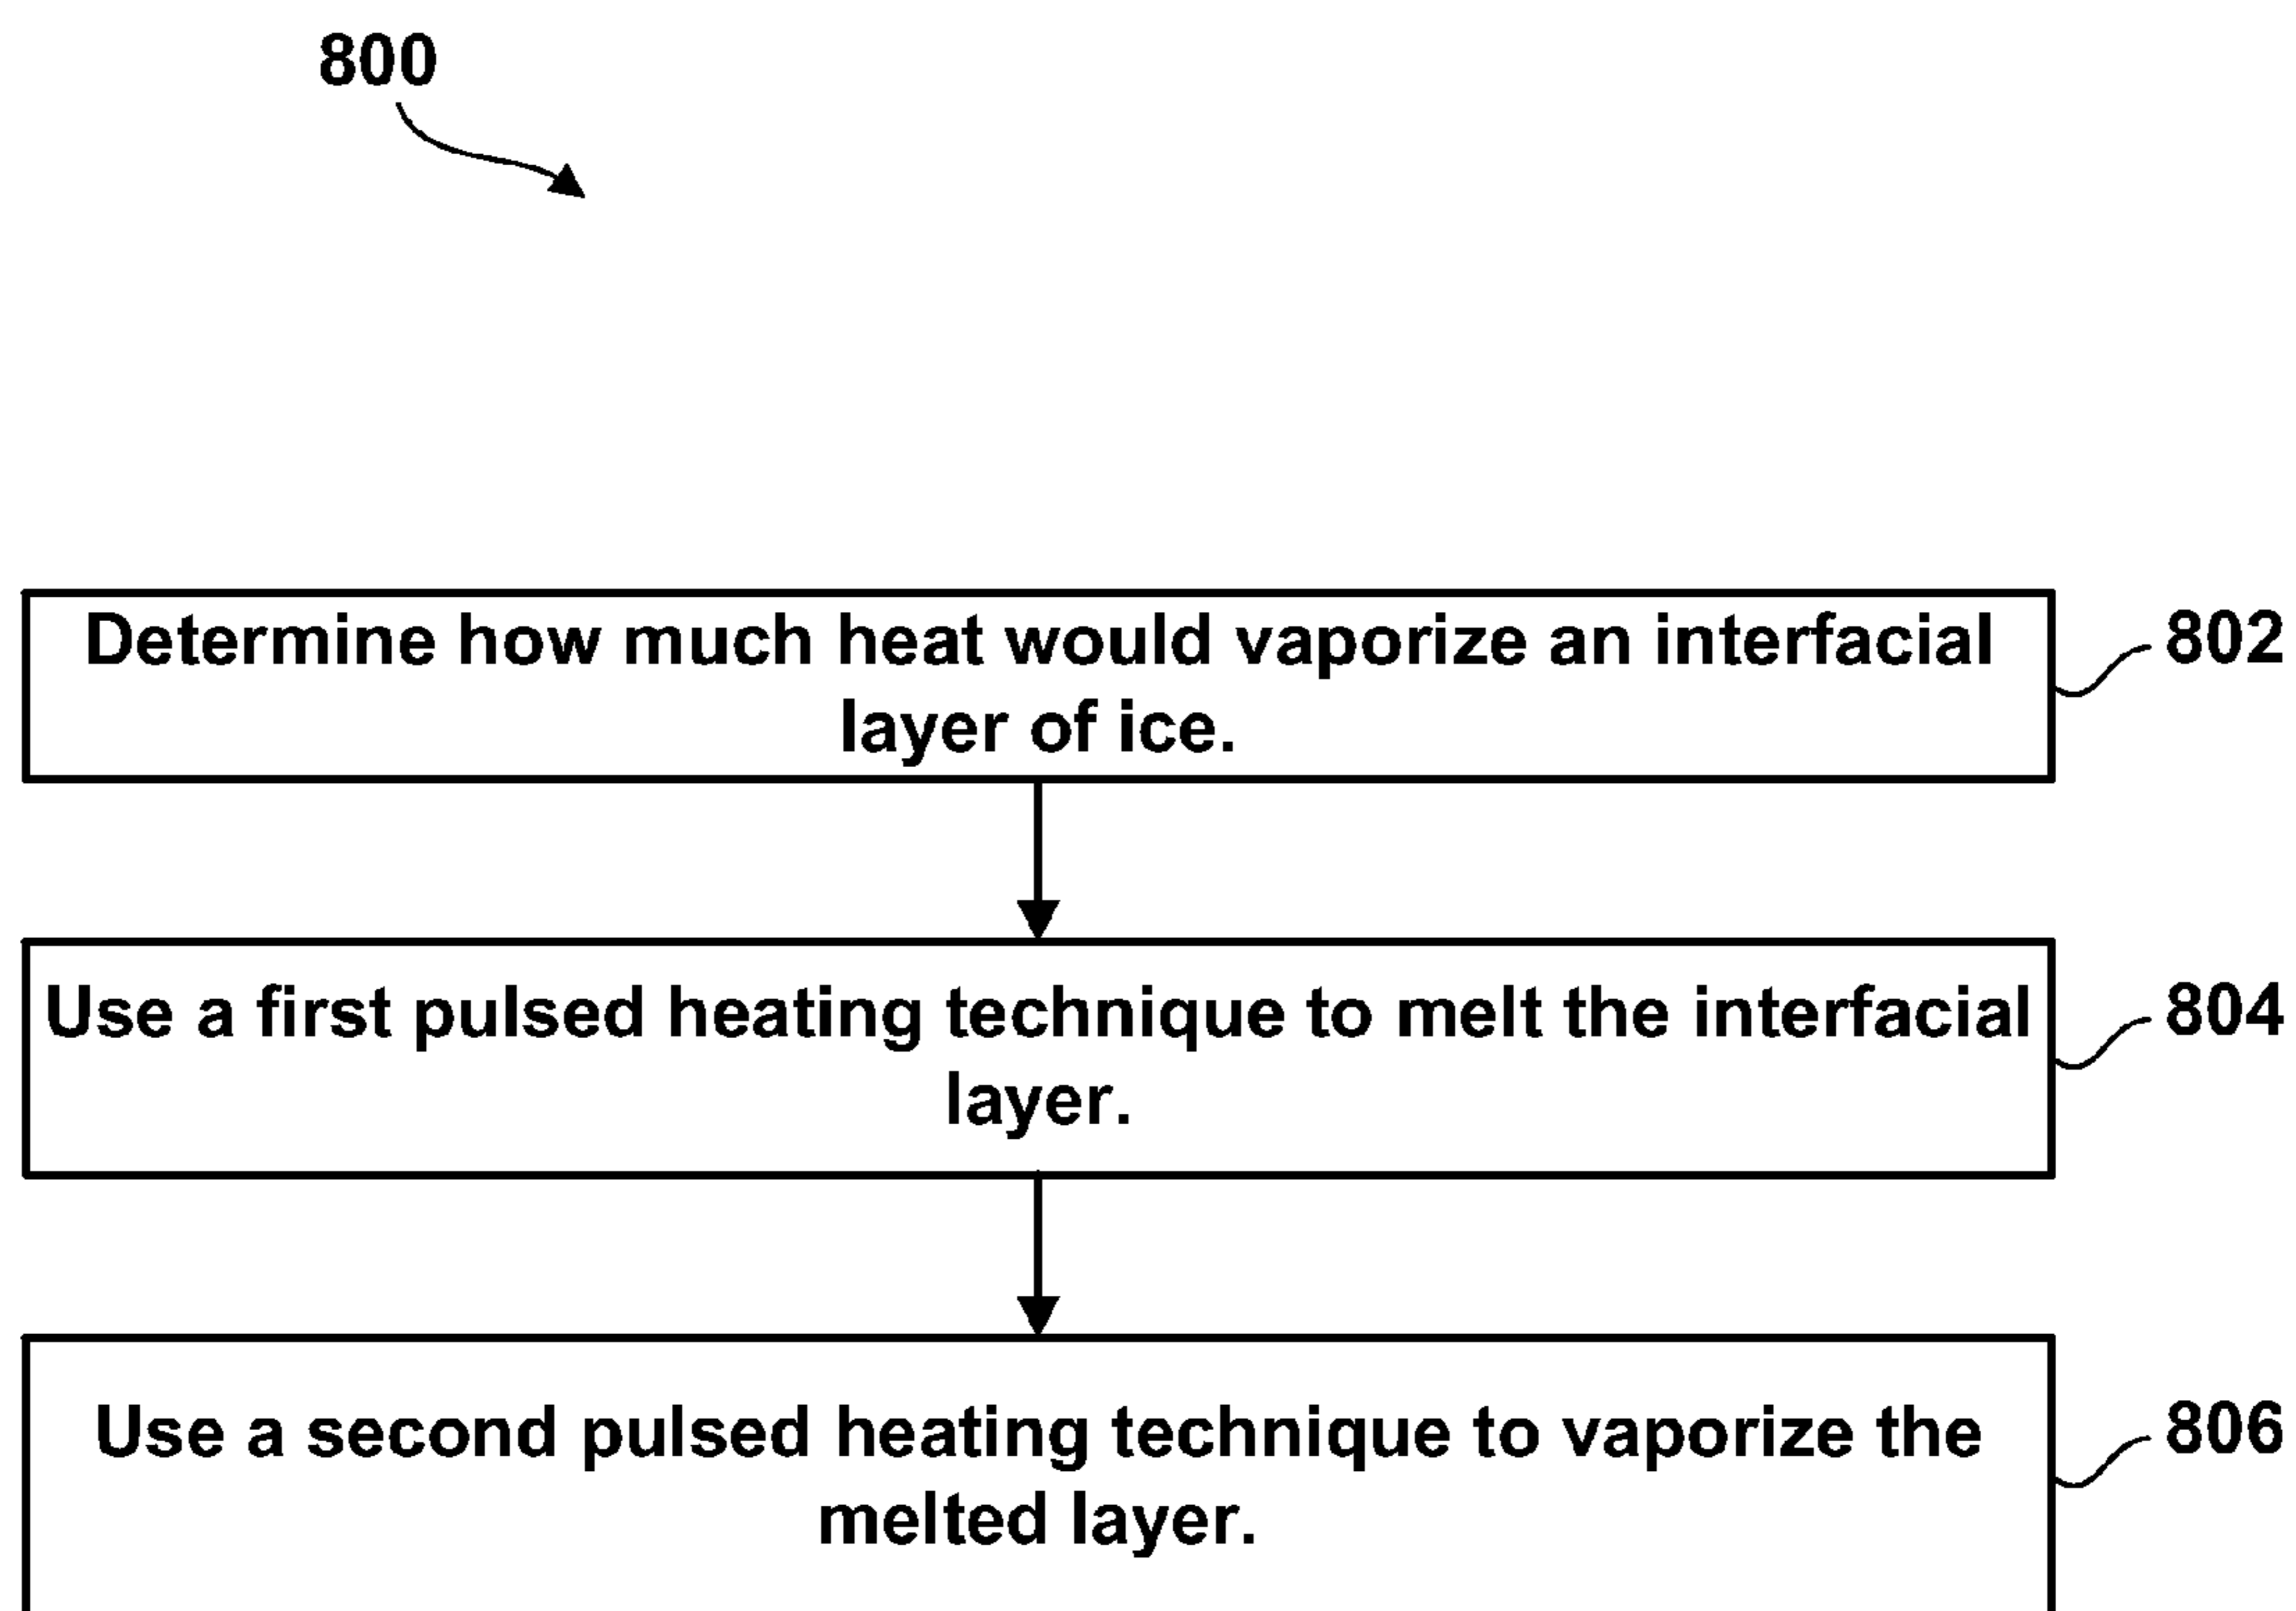 800
Determine how much heat would vaporize an interfacial
layer of ice.
802
Use a first pulsed heating technique to melt the interfacial
layer.
804
Use a second pulsed heating technique to vaporize the
melted layer.
806